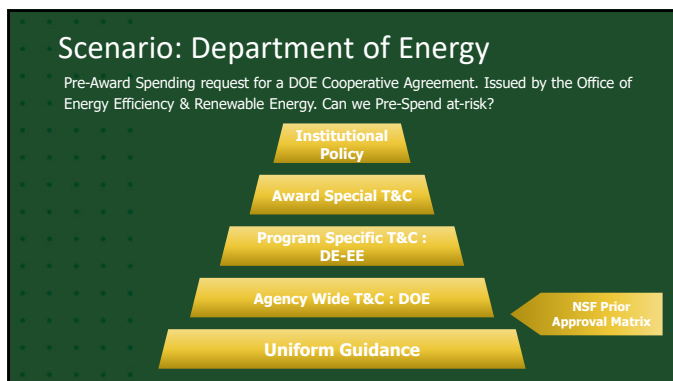 Scenario: Department of Energy
Pre-Award Spending request for a DOE Cooperative Agreement. Issued by the Office of
Energy Efficiency & Renewable Energy. Can we Pre-Spend at-risk?
Institutional
Policy
Award Special T&C
Program Specific T&C :
DE-EE
Agency Wide T&C : DOE
NSF Prior
Approval Matrix
Uniform Guidance